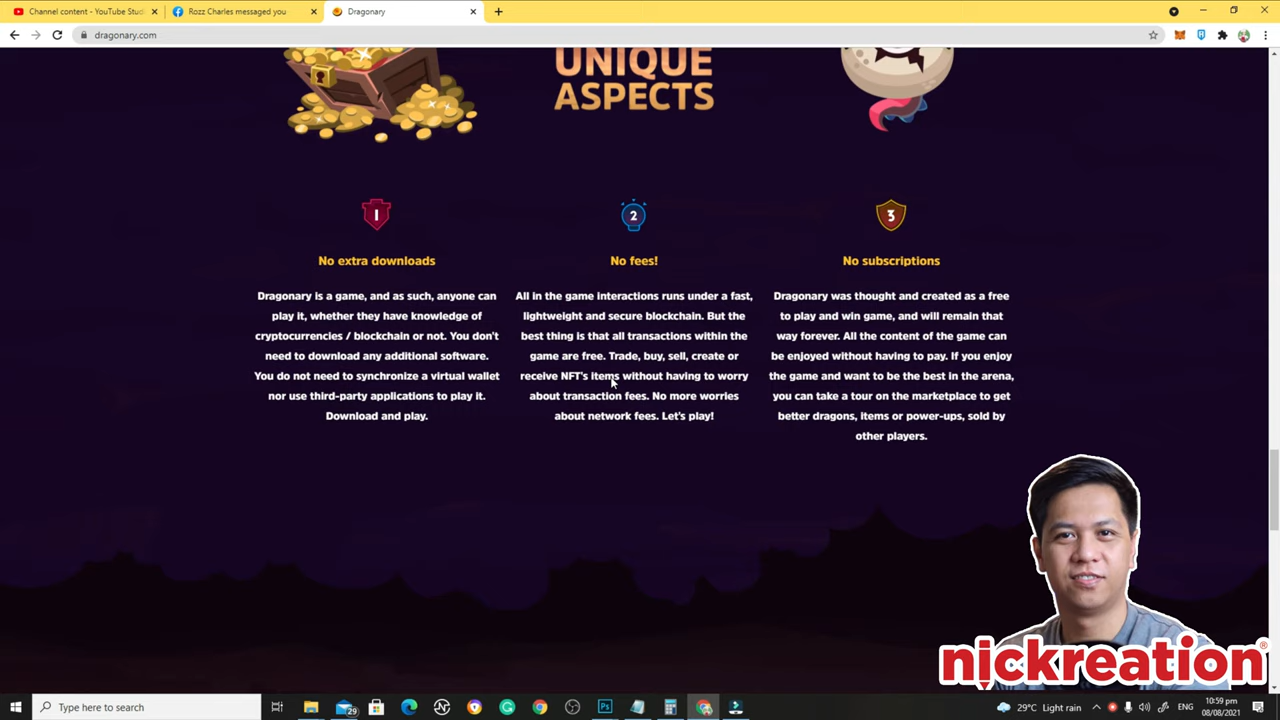 Channel content - YouTube Stud
Rozz Charles messaged you
Dragonary
dragonary.com
UNIQUE
ASPECTS
1
2
3
No extra downloads
No fees!
No subscriptions
Dragonary is a game, and as such, anyone can
play it, whether they have knowledge of
cryptocurrencies / blockchain or not. You don't
need to download any additional software.
You do not need to synchronize a virtual wallet
nor use third-party applications to play it.
Download and play.
All in the game interactions runs under a fast,
lightweight and secure blockchain. But the
best thing is that all transactions within the
game are free. Trade, buy, sell, create or
receive NFT's items without having to worry
about transaction fees. No more worries
about network fees. Let's play!
Dragonary was thought and created as a free
to play and win game, and will remain that
way forever. All the content of the game can
be enjoyed without having to pay. If you enjoy
the game and want to be the best in the arena,
you can take a tour on the marketplace to get
better dragons, items or power-ups, sold by
other players.
nickreation®
Type here to search
29
Ps
29°C Light rain
ENG
10:59 pm
08/08/2021